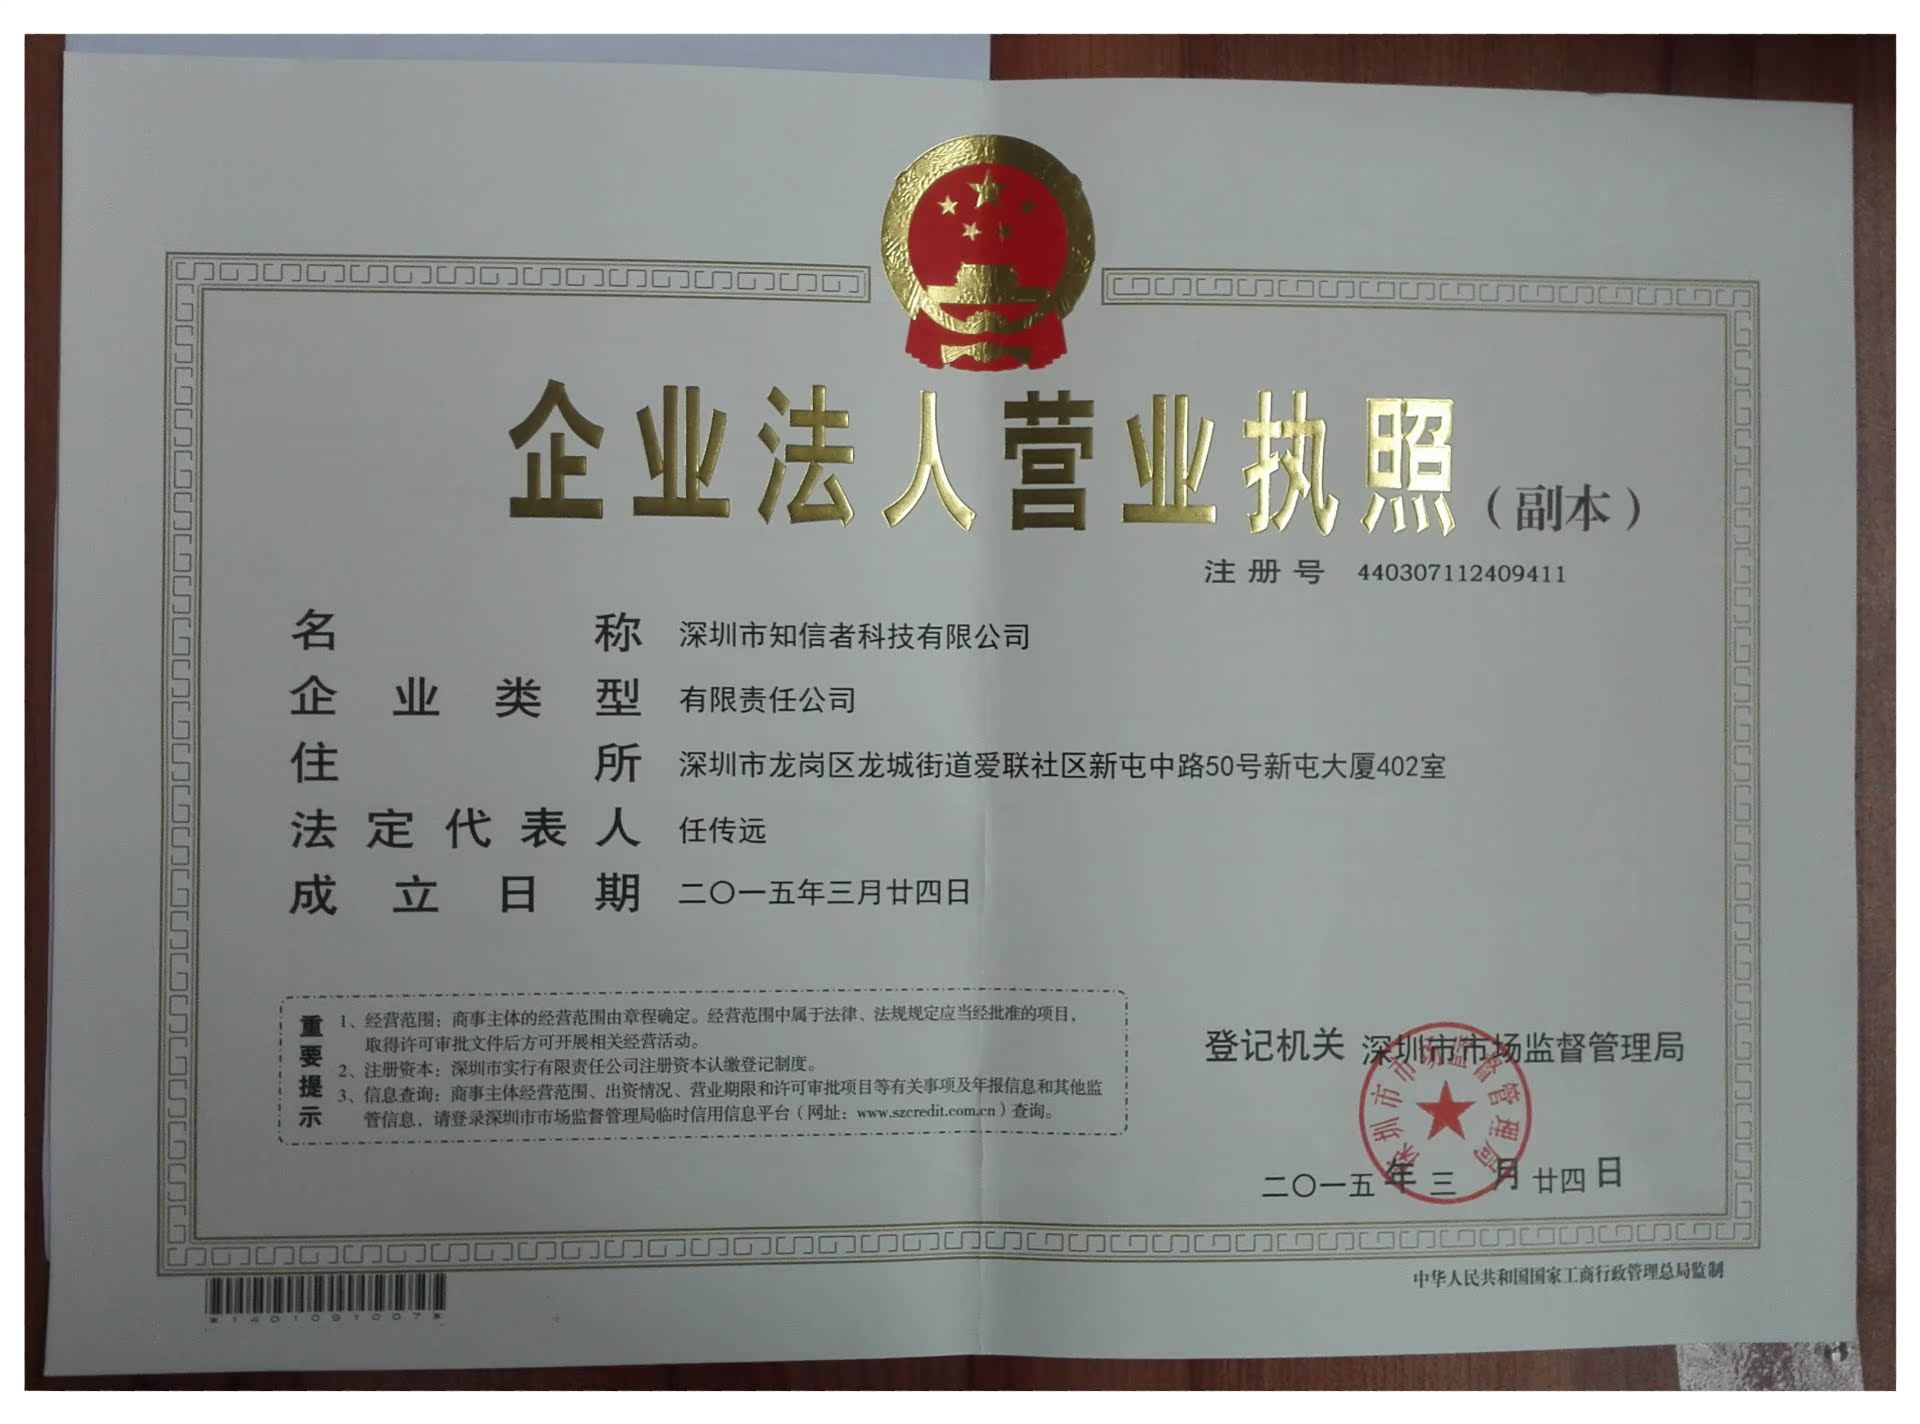 企业法人营业执照（副本）
注册号 440307112409411
名称 深圳市知信者科技有限公司
企业类型 有限责任公司
住所 深圳市龙岗区龙城街道爱联社区新屯中路50号新屯大厦402室
法定代表人 任传远
成立日期 二〇一五年三月廿四日
重要提示
1、经营范围：商事主体的经营范围由章程确定。经营范围中属于法律、法规规定应当经批准的项目，
取得许可审批文件后方可开展相关经营活动。
2、注册资本：深圳市实行有限责任公司注册资本认缴登记制度。
3、信息查询：商事主体经营范围、出资情况、营业期限和许可审批项目等有关事项及年报信息和其他监
管信息，请登录深圳市市场监督管理局临时信用信息平台（网址：www.szcredit.com.cn）查询。
登记机关 深圳市市场监督管理局
深圳市市场监督管理局
二〇一五年三月廿四日
中华人民共和国国家工商行政管理总局监制
*1401091007*